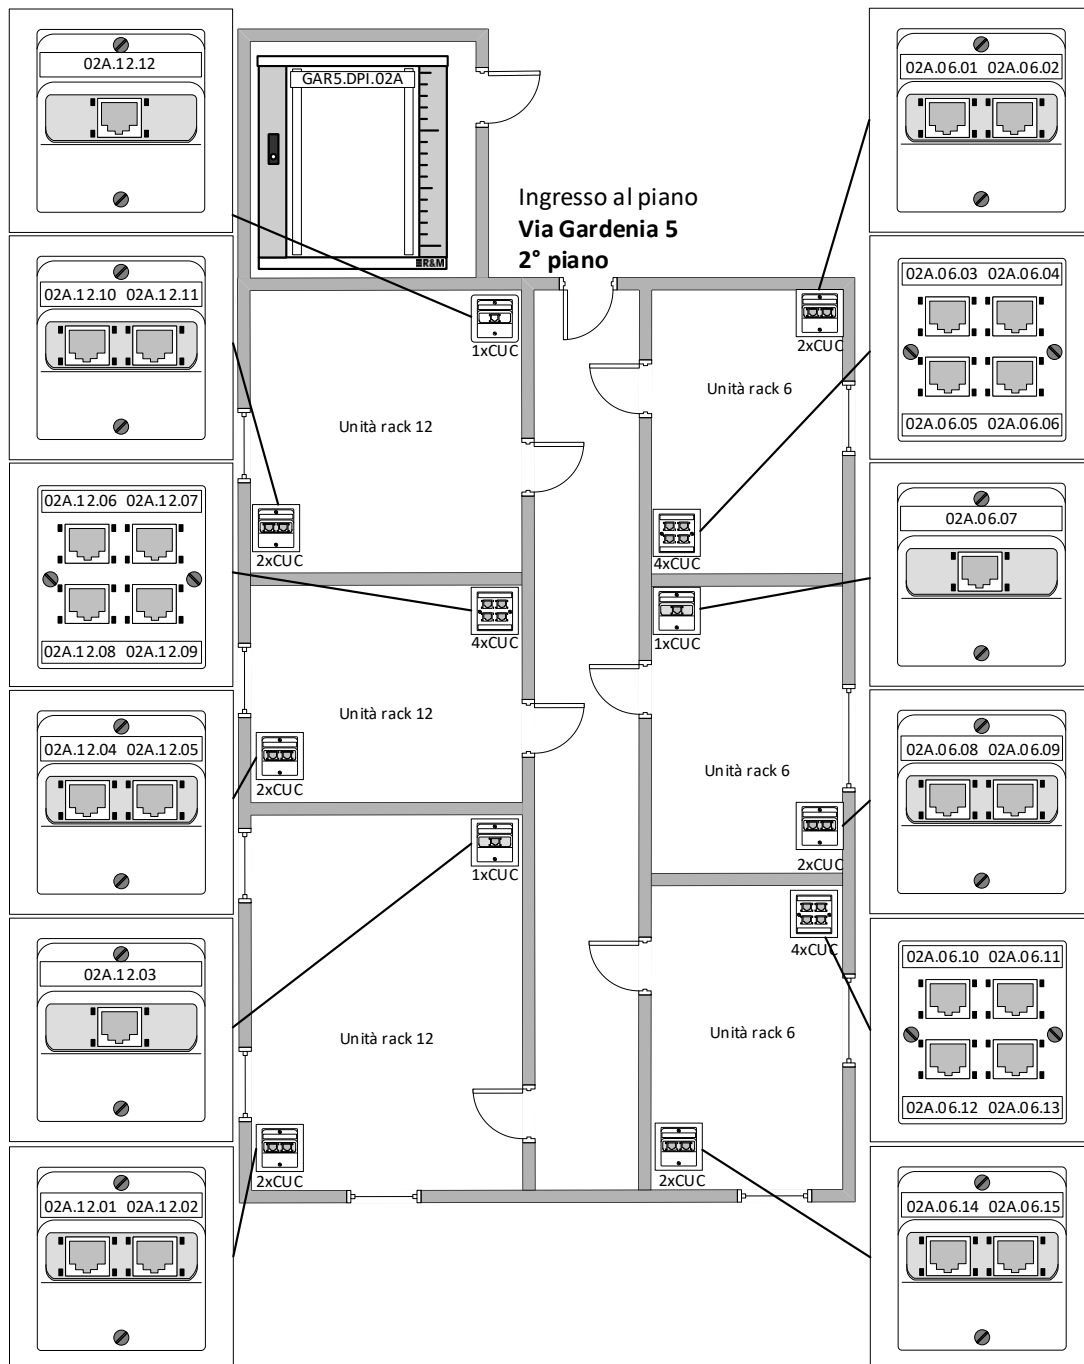 02A.12.12
GAR5.DPI.02A
R&M
02A.06.01 02A.06.02
Ingresso al piano
Via Gardenia 5
2° piano
02A.12.10 02A.12.11
02A.06.03 02A.06.04
02A.06.05 02A.06.06
1xCUC
2xCUC
Unità rack 12
Unità rack 6
02A.12.06 02A.12.07
02A.12.08 02A.12.09
2xCUC
4xCUC
02A.06.07
4xCUC
1xCUC
Unità rack 12
Unità rack 6
02A.12.04 02A.12.05
2xCUC
02A.06.08 02A.06.09
1xCUC
2xCUC
02A.12.03
4xCUC
02A.06.10 02A.06.11
02A.06.12 02A.06.13
Unità rack 12
Unità rack 6
02A.12.01 02A.12.02
2xCUC
2xCUC
02A.06.14 02A.06.15